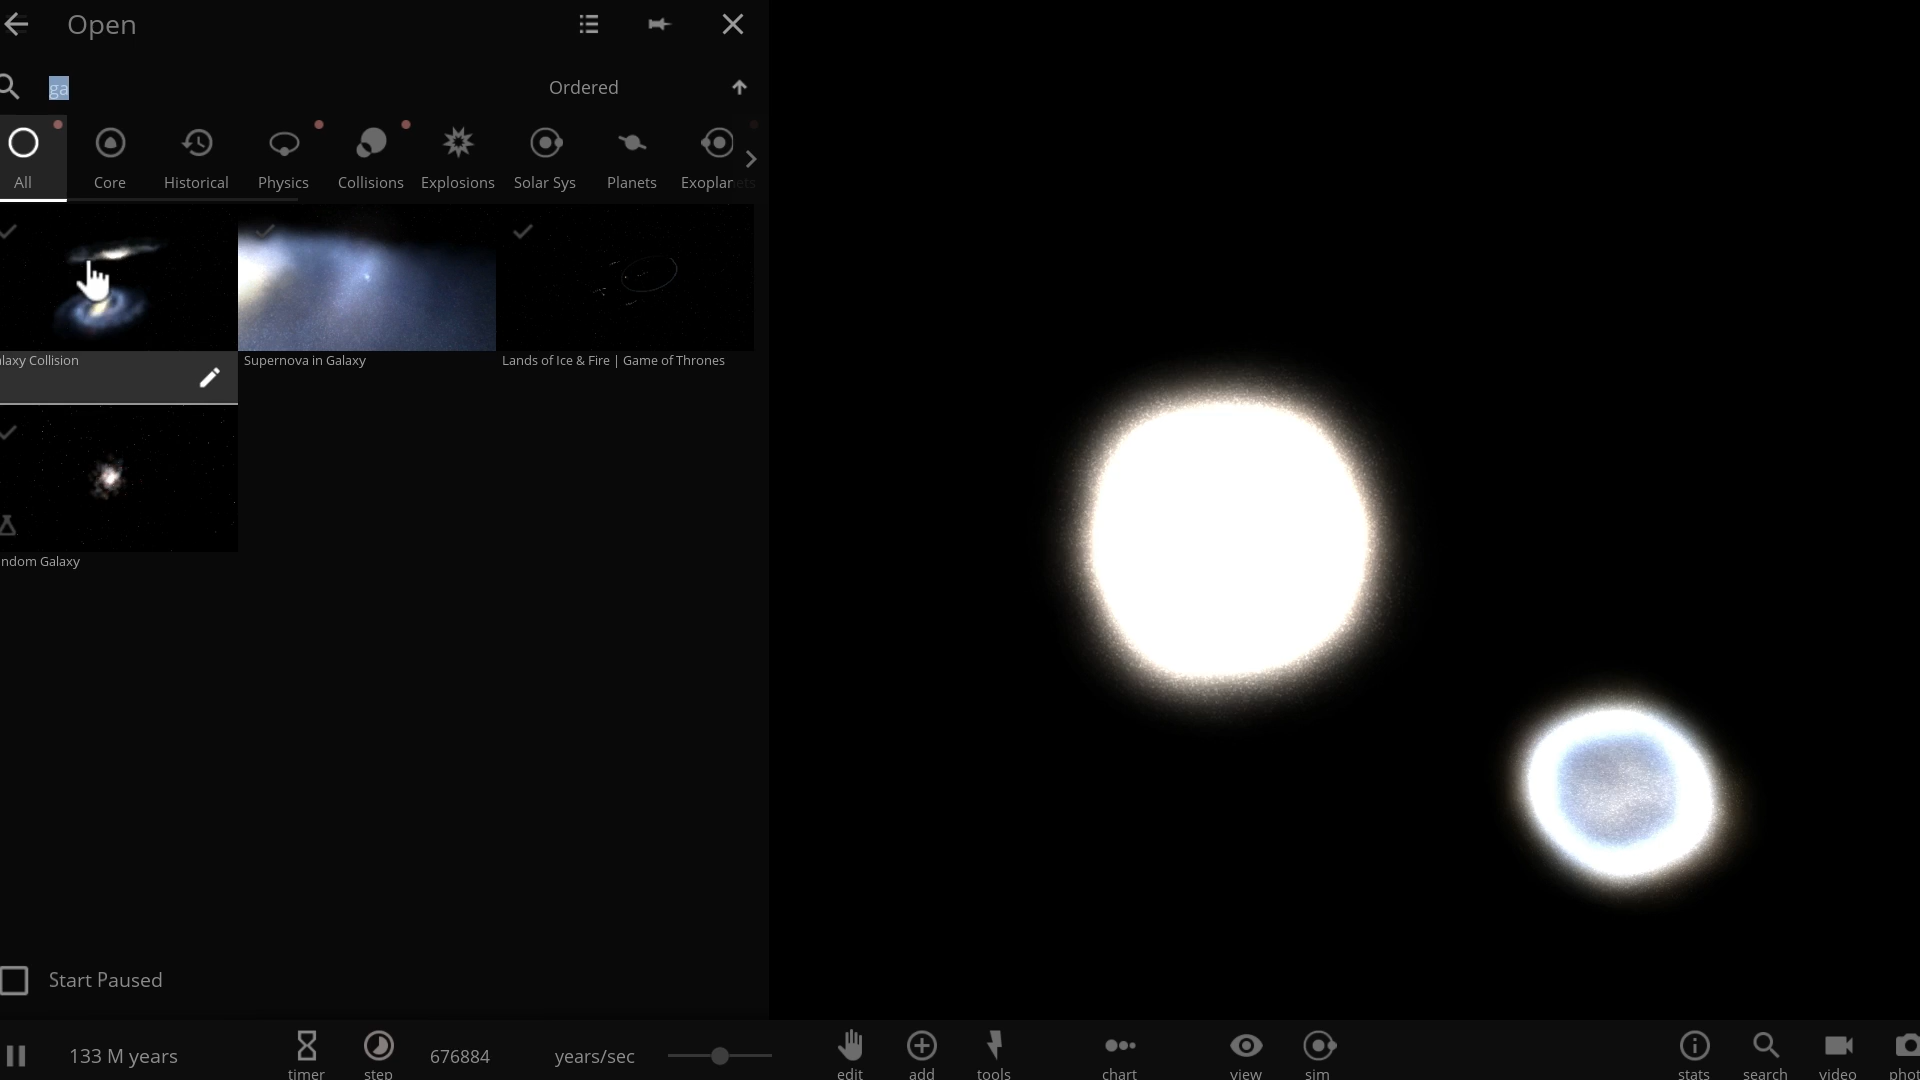 Open
ga
Ordered
All
Core
Historical
Physics
Collisions
Explosions
Solar Sys
Planets
Exoplanets
laxy Collision
Supernova in Galaxy
Lands of Ice & Fire | Game of Thrones
ndom Galaxy
Start Paused
133 M years
timer
step
676884
years/sec
edit
add
tools
chart
view
sim
stats
search
video
phot